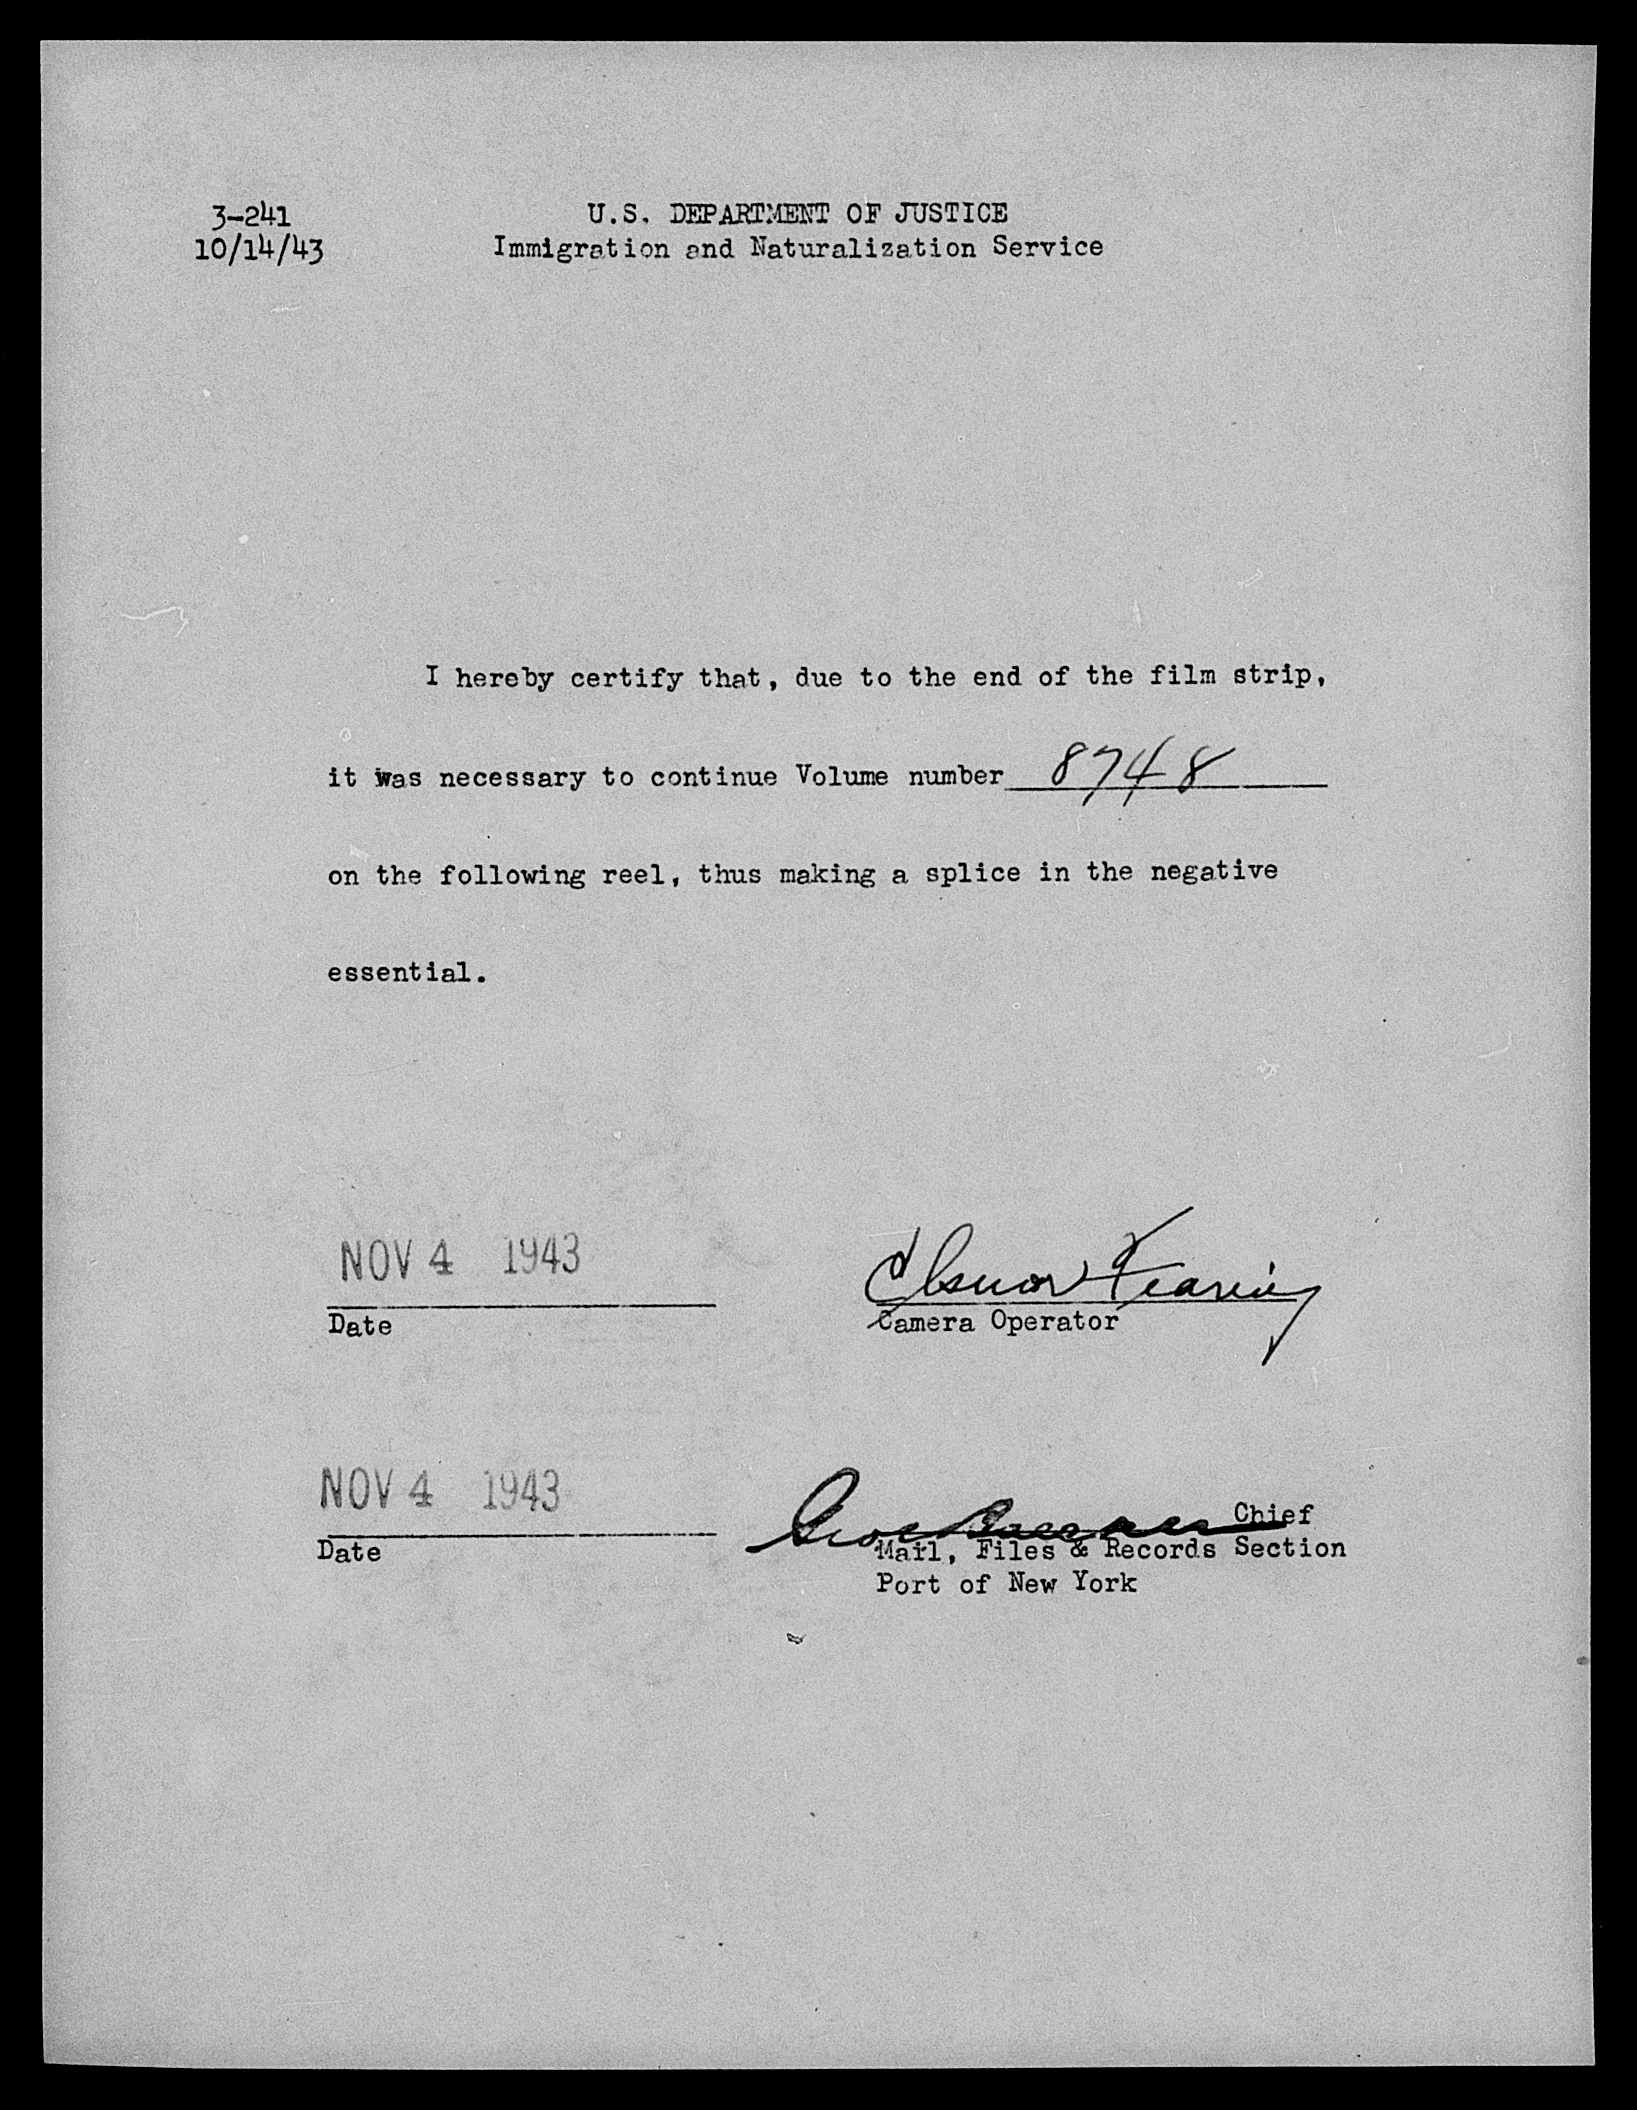 3-241
10/14/43
U.S. DEPARTMENT OF JUSTICE
Immigration and Naturalization Service
I hereby certify that, due to the end of the film strip,
it was necessary to continue Volume number 8748
on the following reel, thus making a splice in the negative
essential.
NOV 4 1943
Date
Eleanor Fearing
Camera Operator
NOV 4 1943
Date
Chief
Mail, Files & Records Section
Port of New York